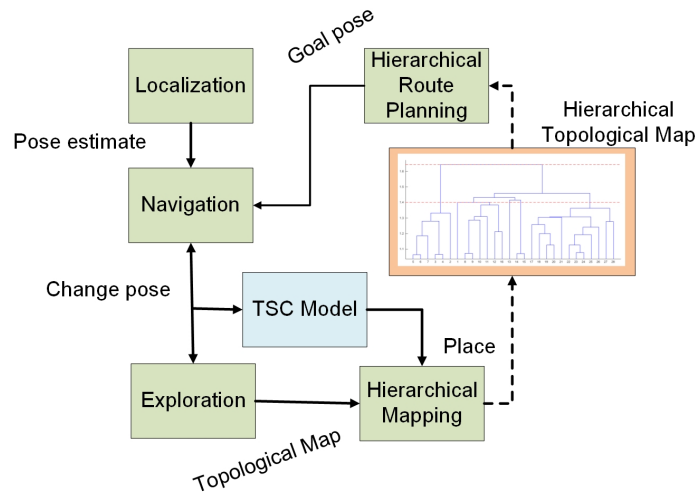 Goal pose
Localization
Hierarchical
Route
Planning
Hierarchical
Topological Map
Pose estimate
Navigation
Change pose
TSC Model
Place
Exploration
Hierarchical
Mapping
Topological Map